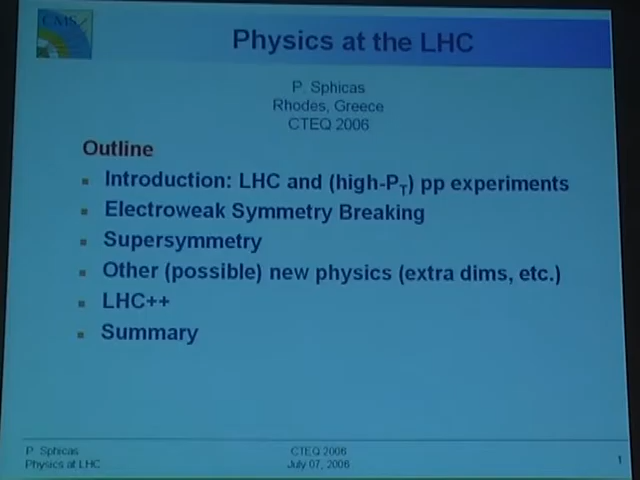 CMS
Physics at the LHC
P. Sphicas
Rhodes, Greece
CTEQ 2006
Outline
Introduction: LHC and (high-PT) pp experiments
Electroweak Symmetry Breaking
Supersymmetry
Other (possible) new physics (extra dims, etc.)
LHC++
Summary
P. Sphicas
Physics at LHC
CTEQ 2006
July 07, 2006
1